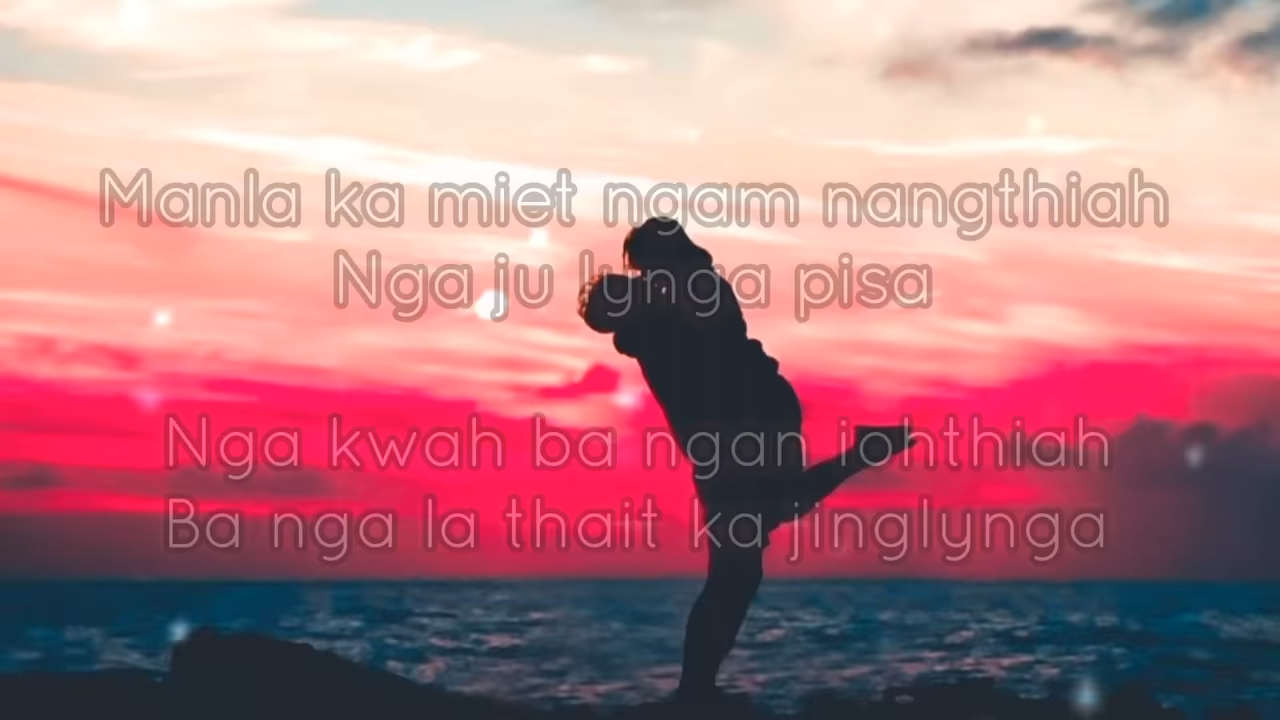 Manla ka miet ngam nangthiah
Nga ju lynga pisa
Nga kwah ba ngan iohthiah
Ba nga la thait ka jinglynga